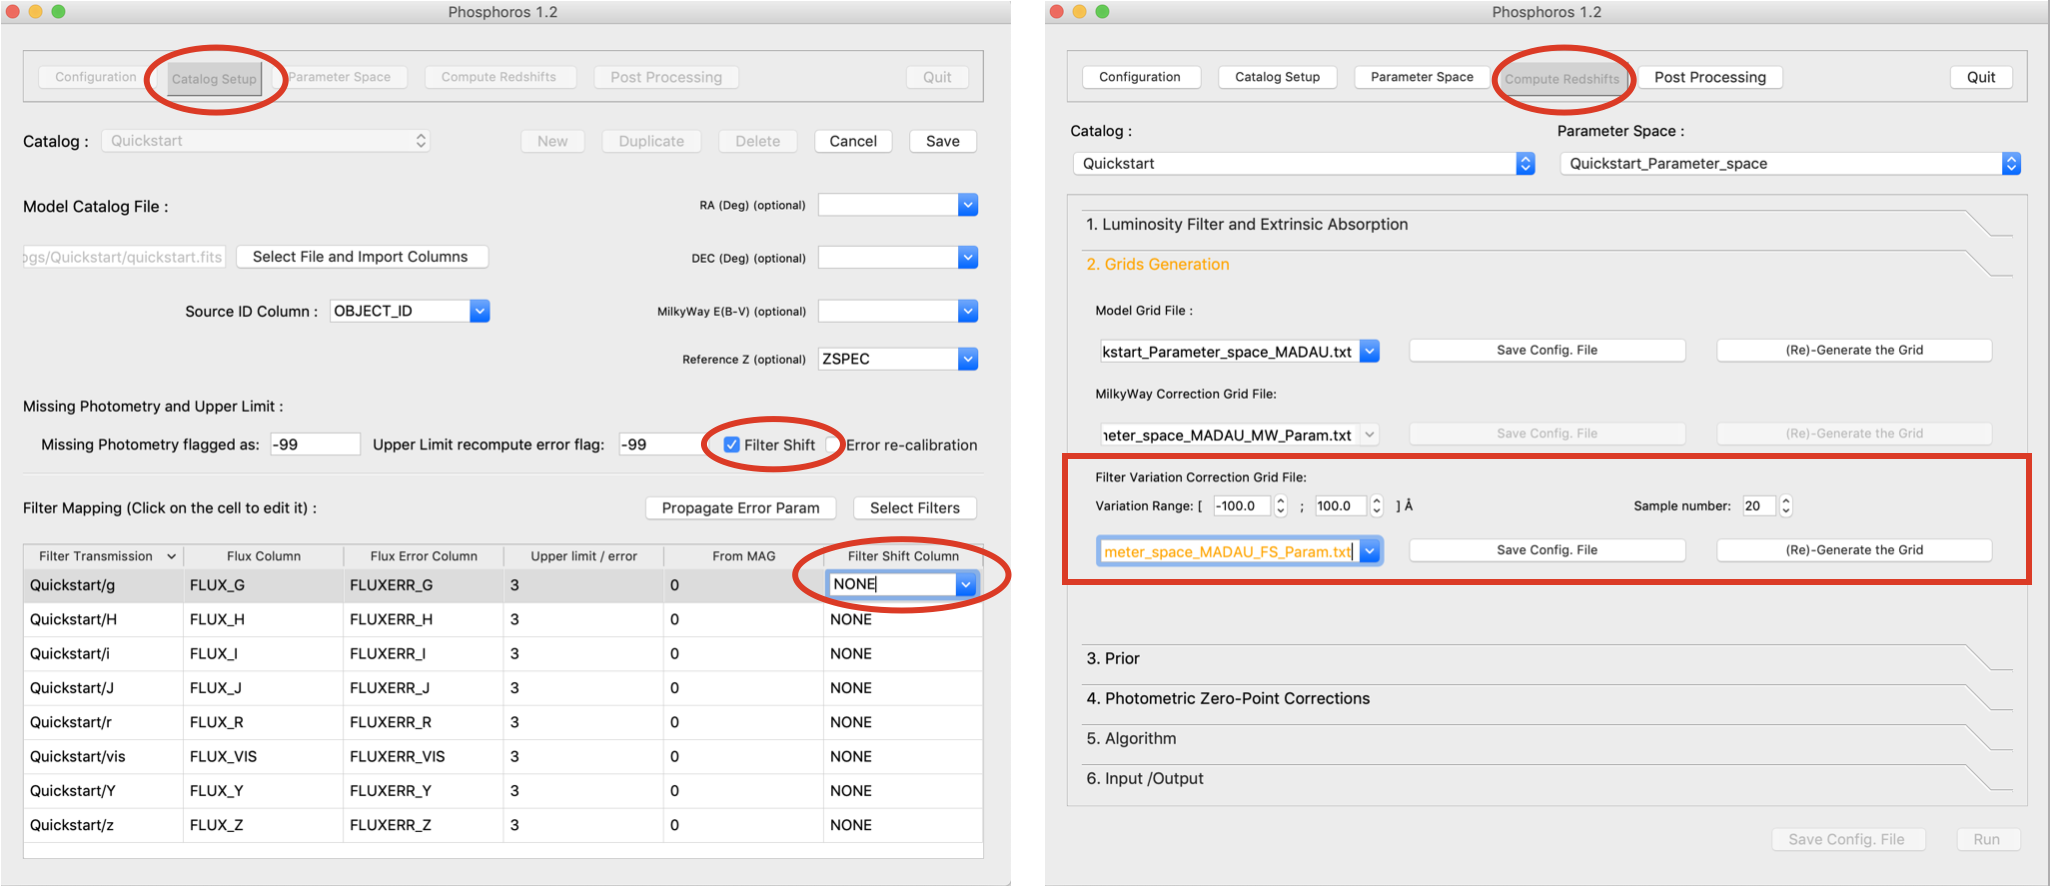 Phosphoros 1.2
Configuration Catalog Setup Parameter Space Compute Redshifts Post Processing Quit
Catalog : Quickstart New Duplicate Delete Cancel Save
Model Catalog File :
RA (Deg) (optional)
ogs/Quickstart/quickstart.fits Select File and Import Columns
DEC (Deg) (optional)
Source ID Column : OBJECT_ID
MilkyWay E(B-V) (optional)
Reference Z (optional) ZSPEC
Missing Photometry and Upper Limit :
Missing Photometry flagged as: -99 Upper Limit recompute error flag: -99 Filter Shift Error re-calibration
Filter Mapping (Click on the cell to edit it) : Propagate Error Param Select Filters
Filter Transmission Flux Column Flux Error Column Upper limit / error From MAG Filter Shift Column
Quickstart/g FLUX_G FLUXERR_G 3 0 NONE
Quickstart/H FLUX_H FLUXERR_H 3 0 NONE
Quickstart/i FLUX_I FLUXERR_I 3 0 NONE
Quickstart/J FLUX_J FLUXERR_J 3 0 NONE
Quickstart/r FLUX_R FLUXERR_R 3 0 NONE
Quickstart/vis FLUX_VIS FLUXERR_VIS 3 0 NONE
Quickstart/Y FLUX_Y FLUXERR_Y 3 0 NONE
Quickstart/z FLUX_Z FLUXERR_Z 3 0 NONE
Phosphoros 1.2
Configuration Catalog Setup Parameter Space Compute Redshifts Post Processing Quit
Catalog : Parameter Space :
Quickstart Quickstart_Parameter_space
1. Luminosity Filter and Extrinsic Absorption
2. Grids Generation
Model Grid File :
kstart_Parameter_space_MADAU.txt Save Config. File (Re)-Generate the Grid
MilkyWay Correction Grid File:
neter_space_MADAU_MW_Param.txt Save Config. File (Re)-Generate the Grid
Filter Variation Correction Grid File:
Variation Range: [ -100.0 ; 100.0 ] Å Sample number: 20
meter_space_MADAU_FS_Param.txt Save Config. File (Re)-Generate the Grid
3. Prior
4. Photometric Zero-Point Corrections
5. Algorithm
6. Input /Output
Save Config. File Run